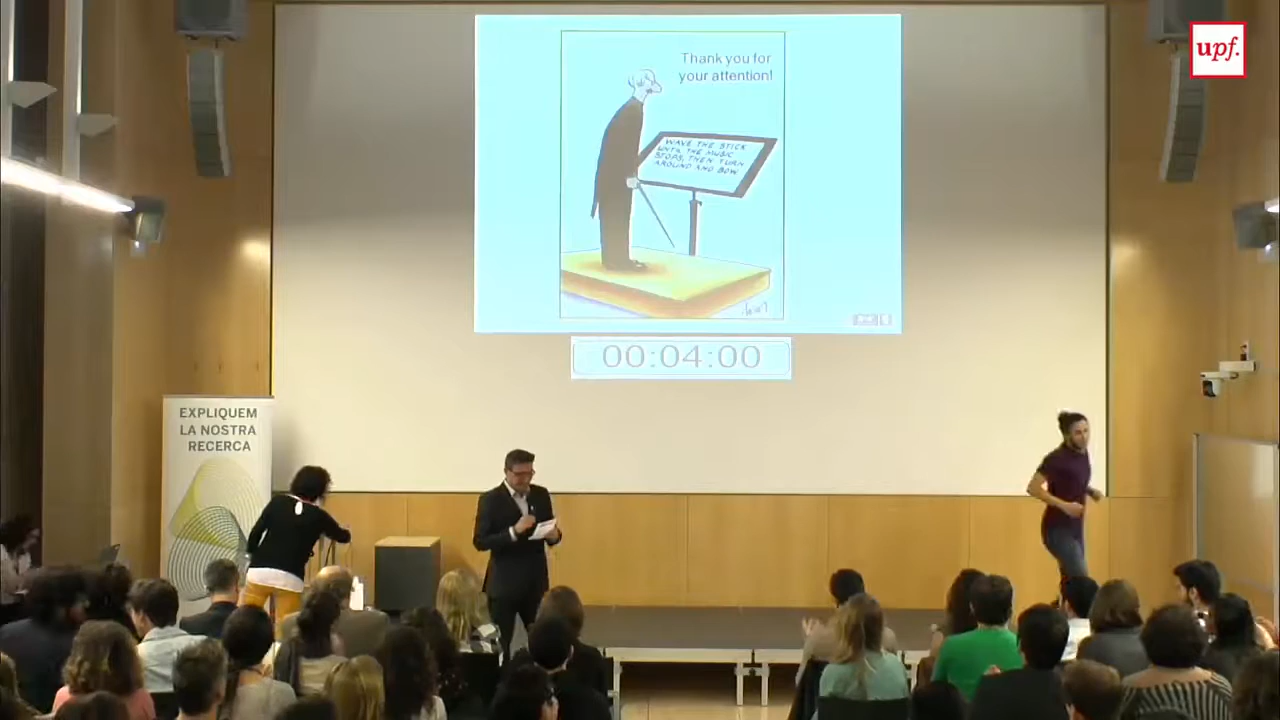 upf.
Thank you for
your attention!
WAVE THE STICK
UNTIL THE MUSIC
STOPS, THEN TURN
AROUND AND BOW
00:04:00
EXPLIQUEM
LA NOSTRA
RECERCA